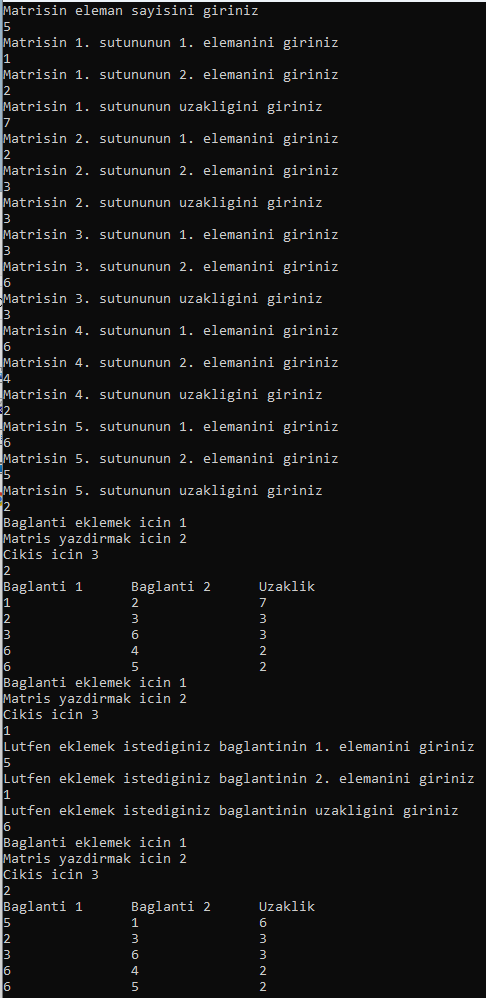 Matrisin eleman sayisini giriniz
5
Matrisin 1. sutununun 1. elemanini giriniz
1
Matrisin 1. sutununun 2. elemanini giriniz
2
Matrisin 1. sutununun uzakligini giriniz
7
Matrisin 2. sutununun 1. elemanini giriniz
2
Matrisin 2. sutununun 2. elemanini giriniz
3
Matrisin 2. sutununun uzakligini giriniz
3
Matrisin 3. sutununun 1. elemanini giriniz
3
Matrisin 3. sutununun 2. elemanini giriniz
6
Matrisin 3. sutununun uzakligini giriniz
3
Matrisin 4. sutununun 1. elemanini giriniz
6
Matrisin 4. sutununun 2. elemanini giriniz
4
Matrisin 4. sutununun uzakligini giriniz
2
Matrisin 5. sutununun 1. elemanini giriniz
6
Matrisin 5. sutununun 2. elemanini giriniz
5
Matrisin 5. sutununun uzakligini giriniz
2
Baglanti eklemek icin 1
Matris yazdirmak icin 2
Cikis icin 3
2
Baglanti 1 Baglanti 2 Uzaklik
1 2 7
2 3 3
3 6 3
6 4 2
6 5 2
Baglanti eklemek icin 1
Matris yazdirmak icin 2
Cikis icin 3
1
Lutfen eklemek istediginiz baglantinin 1. elemanini giriniz
5
Lutfen eklemek istediginiz baglantinin 2. elemanini giriniz
1
Lutfen eklemek istediginiz baglantinin uzakligini giriniz
6
Baglanti eklemek icin 1
Matris yazdirmak icin 2
Cikis icin 3
2
Baglanti 1 Baglanti 2 Uzaklik
5 1 6
2 3 3
3 6 3
6 4 2
6 5 2